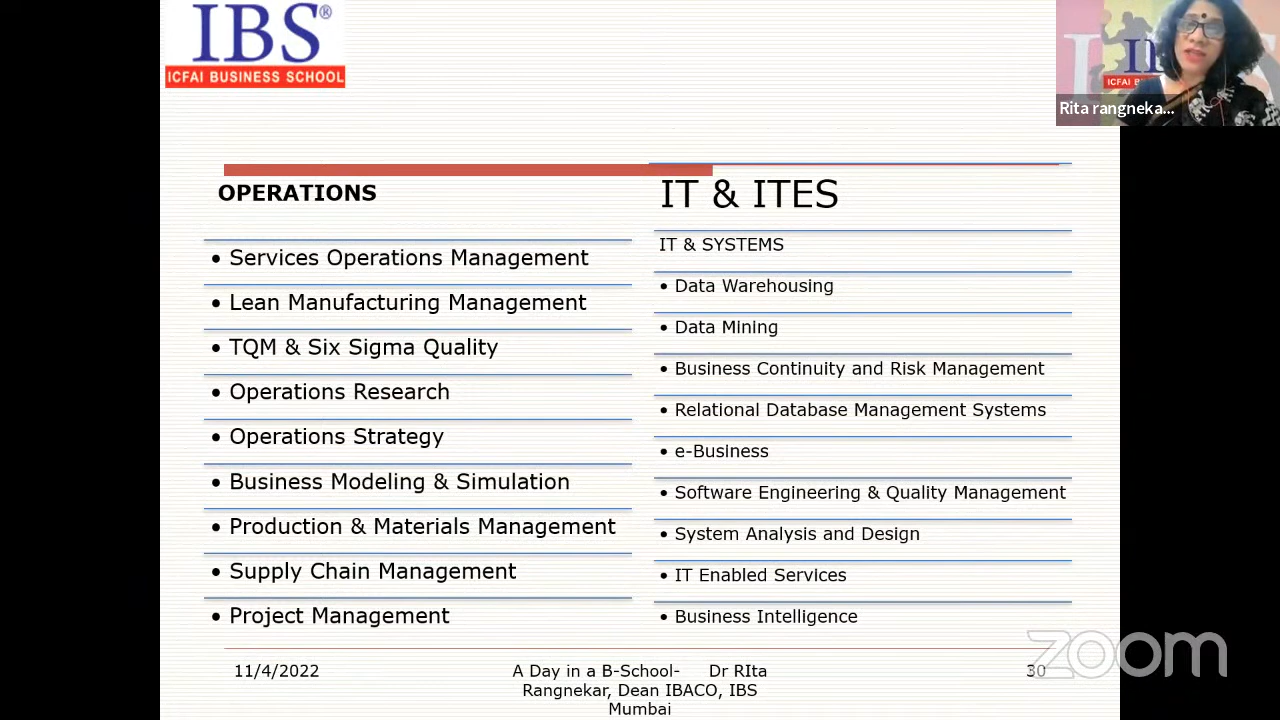 IBS®
ICFAI BUSINESS SCHOOL
Rita rangneka...
OPERATIONS
• Services Operations Management
• Lean Manufacturing Management
• TQM & Six Sigma Quality
• Operations Research
• Operations Strategy
• Business Modeling & Simulation
• Production & Materials Management
• Supply Chain Management
• Project Management
IT & ITES
IT & SYSTEMS
• Data Warehousing
• Data Mining
• Business Continuity and Risk Management
• Relational Database Management Systems
• e-Business
• Software Engineering & Quality Management
• System Analysis and Design
• IT Enabled Services
• Business Intelligence
11/4/2022
A Day in a B-School- Dr RIta
Rangnekar, Dean IBACO, IBS
Mumbai
30
zoom